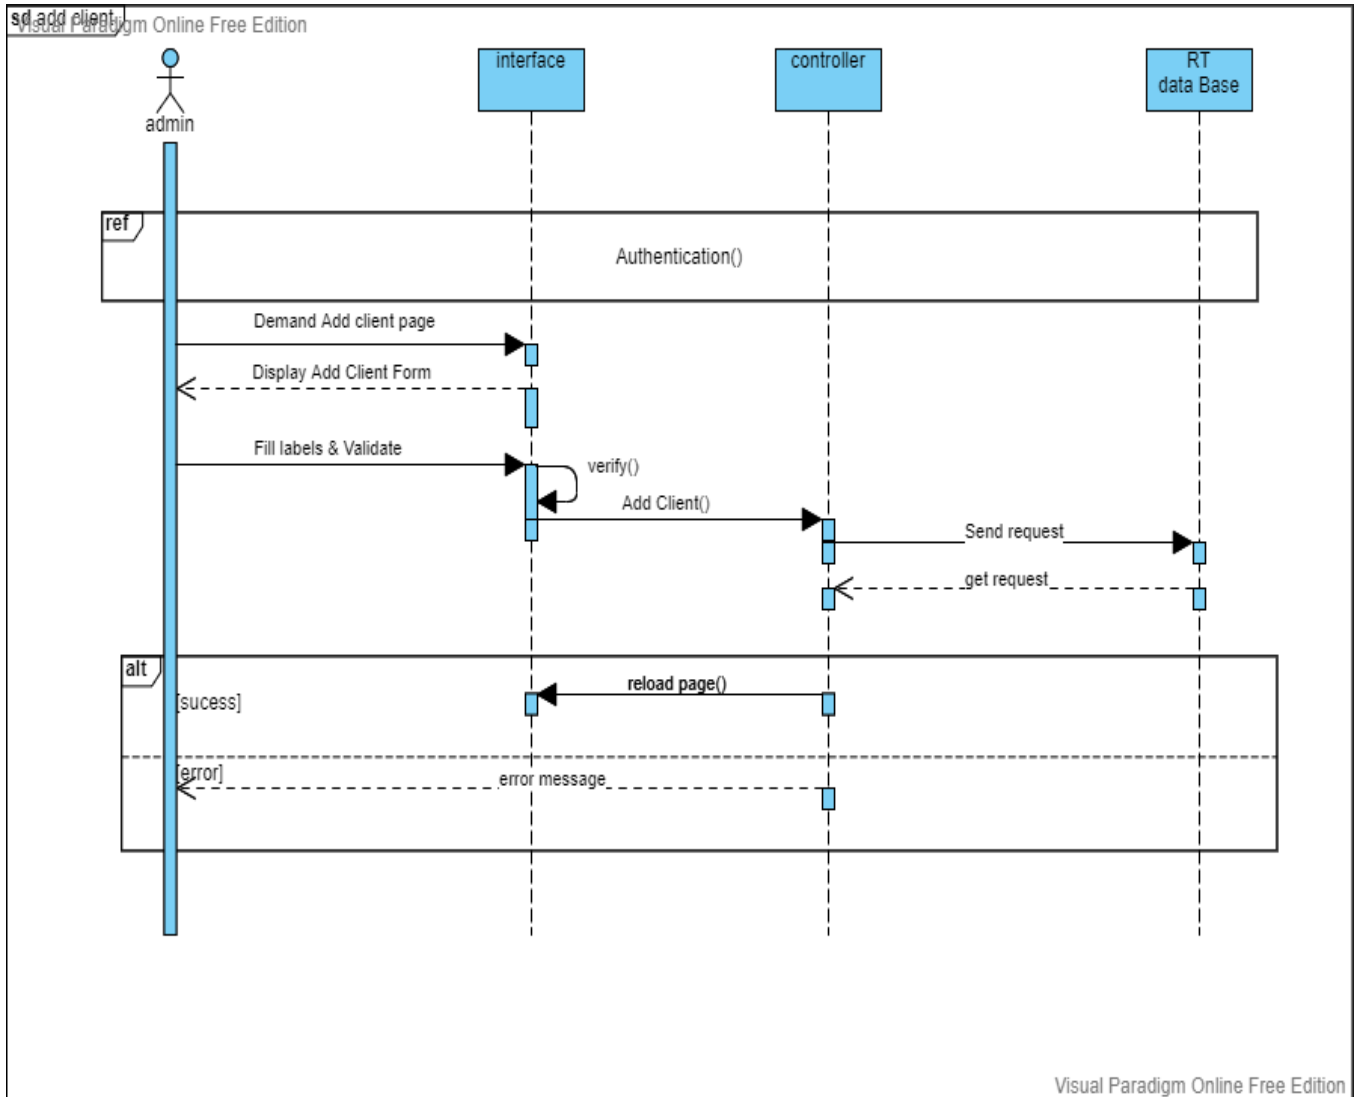 sd add client
Visual Paradigm Online Free Edition
admin
interface
controller
RT
data Base
ref
Authentication()
Demand Add client page
Display Add Client Form
Fill labels & Validate
verify()
Add Client()
Send request
get request
alt
reload page()
[sucess]
[error]
error message
Visual Paradigm Online Free Edition